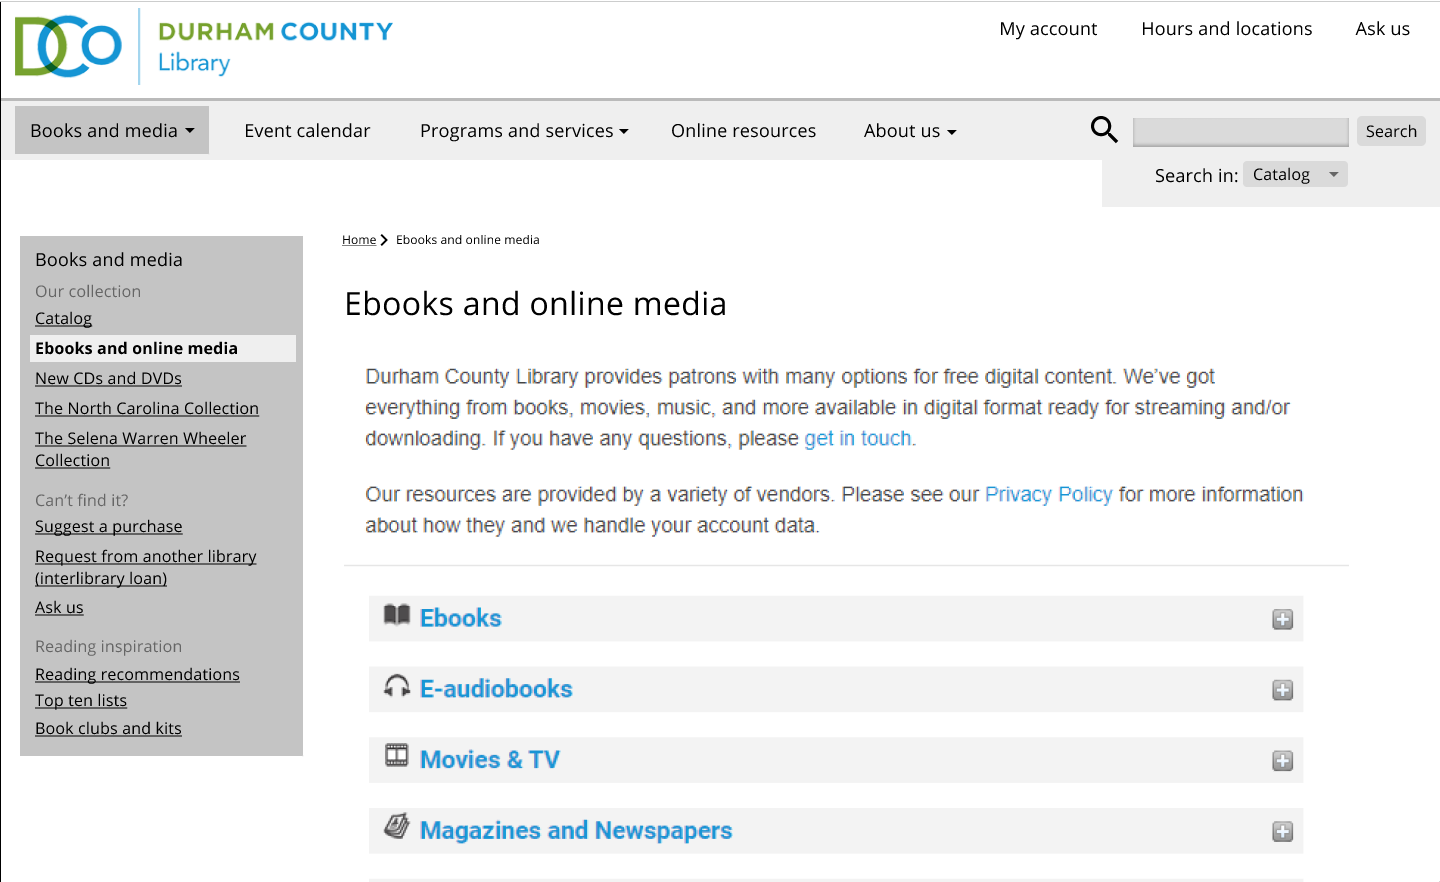 DCO
DURHAM COUNTY
Library
My account
Hours and locations
Ask us
Books and media
Event calendar
Programs and services
Online resources
About us
Search
Search in:
Catalog
Books and media
Our collection
Catalog
Ebooks and online media
New CDs and DVDs
The North Carolina Collection
The Selena Warren Wheeler
Collection
Can't find it?
Suggest a purchase
Request from another library
(interlibrary loan)
Ask us
Reading inspiration
Reading recommendations
Top ten lists
Book clubs and kits
Home
Ebooks and online media
Ebooks and online media
Durham County Library provides patrons with many options for free digital content. We’ve got
everything from books, movies, music, and more available in digital format ready for streaming and/or
downloading. If you have any questions, please get in touch.
Our resources are provided by a variety of vendors. Please see our Privacy Policy for more information
about how they and we handle your account data.
Ebooks
E-audiobooks
Movies & TV
Magazines and Newspapers